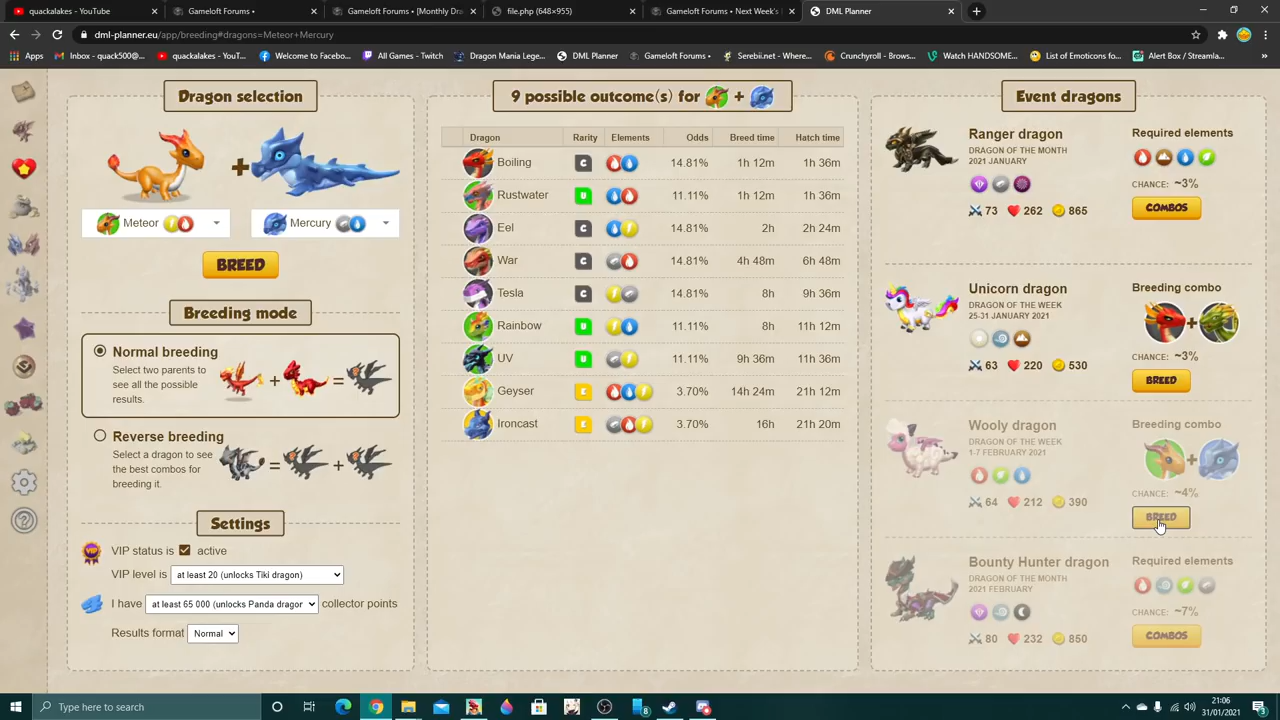 quackalakes - YouTube
Gameloft Forums •
Gameloft Forums • [Monthly Dra
file.php (648×955)
Gameloft Forums • Next Week's
DML Planner
dml-planner.eu/app/breeding#dragons=Meteor+Mercury
Apps
Inbox - quack500@...
quackalakes - YouT...
Welcome to Facebo...
All Games - Twitch
Dragon Mania Lege...
DML Planner
Gameloft Forums •...
Serebii.net - Where...
Crunchyroll - Brows...
Watch HANDSOME...
List of Emoticons fo...
Alert Box / Streamla...
Dragon selection
Meteor
Mercury
BREED
Breeding mode
Normal breeding
Select two parents to
see all the possible
results.
Reverse breeding
Select a dragon to see
the best combos for
breeding it.
Settings
VIP status is active
VIP level is at least 20 (unlocks Tiki dragon)
I have at least 65 000 (unlocks Panda dragor collector points
Results format Normal
9 possible outcome(s) for +
Dragon Rarity Elements Odds Breed time Hatch time
Boiling C 14.81% 1h 12m 1h 36m
Rustwater U 11.11% 1h 12m 1h 36m
Eel C 14.81% 2h 2h 24m
War C 14.81% 4h 48m 6h 48m
Tesla C 14.81% 8h 9h 36m
Rainbow U 11.11% 8h 11h 12m
UV U 11.11% 9h 36m 11h 36m
Geyser E 3.70% 14h 24m 21h 12m
Ironcast E 3.70% 16h 21h 20m
Event dragons
Ranger dragon
DRAGON OF THE MONTH
2021 JANUARY
73 262 865
Required elements
CHANCE: ~3%
COMBOS
Unicorn dragon
DRAGON OF THE WEEK
25-31 JANUARY 2021
63 220 530
Breeding combo
+
CHANCE: ~3%
BREED
Wooly dragon
DRAGON OF THE WEEK
1-7 FEBRUARY 2021
64 212 390
Breeding combo
+
CHANCE: ~4%
BREED
Bounty Hunter dragon
DRAGON OF THE MONTH
2021 FEBRUARY
80 232 850
Required elements
CHANCE: ~7%
COMBOS
Type here to search
21:06
31/01/2021